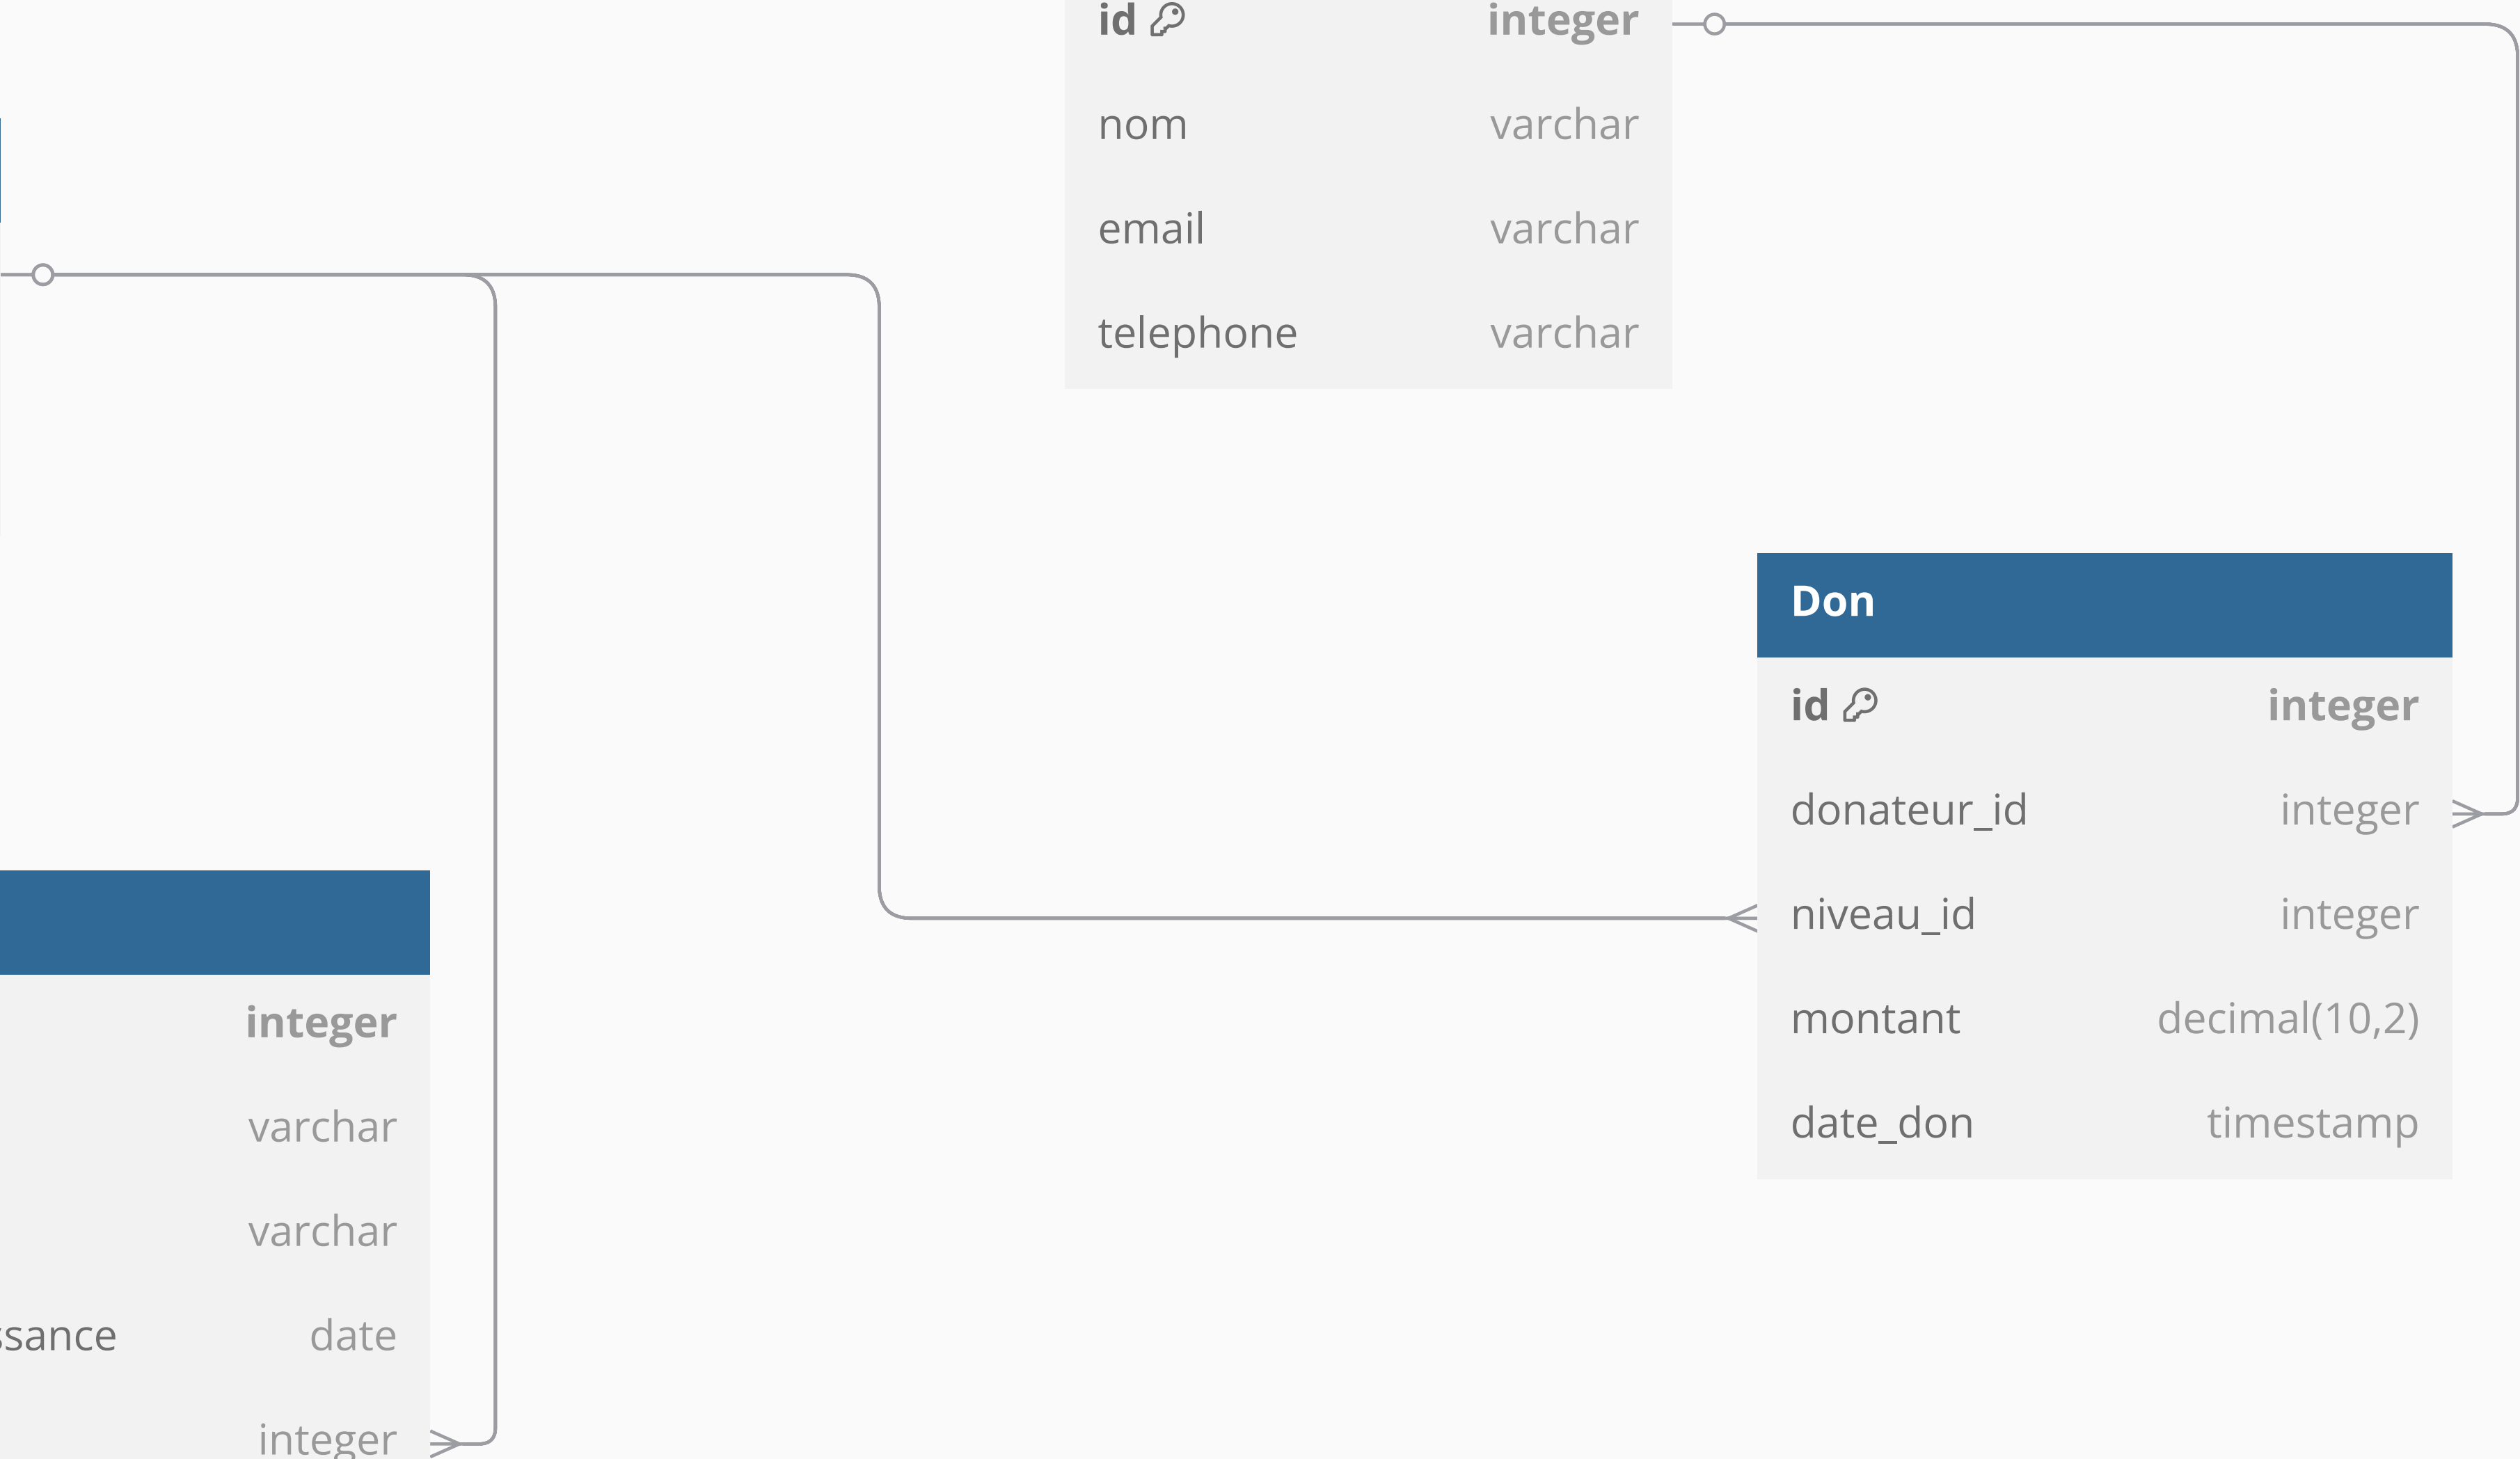 id integer
nom varchar
email varchar
telephone varchar
Don
id integer
donateur_id integer
niveau_id integer
montant decimal(10,2)
date_don timestamp
integer
varchar
varchar
date
integer